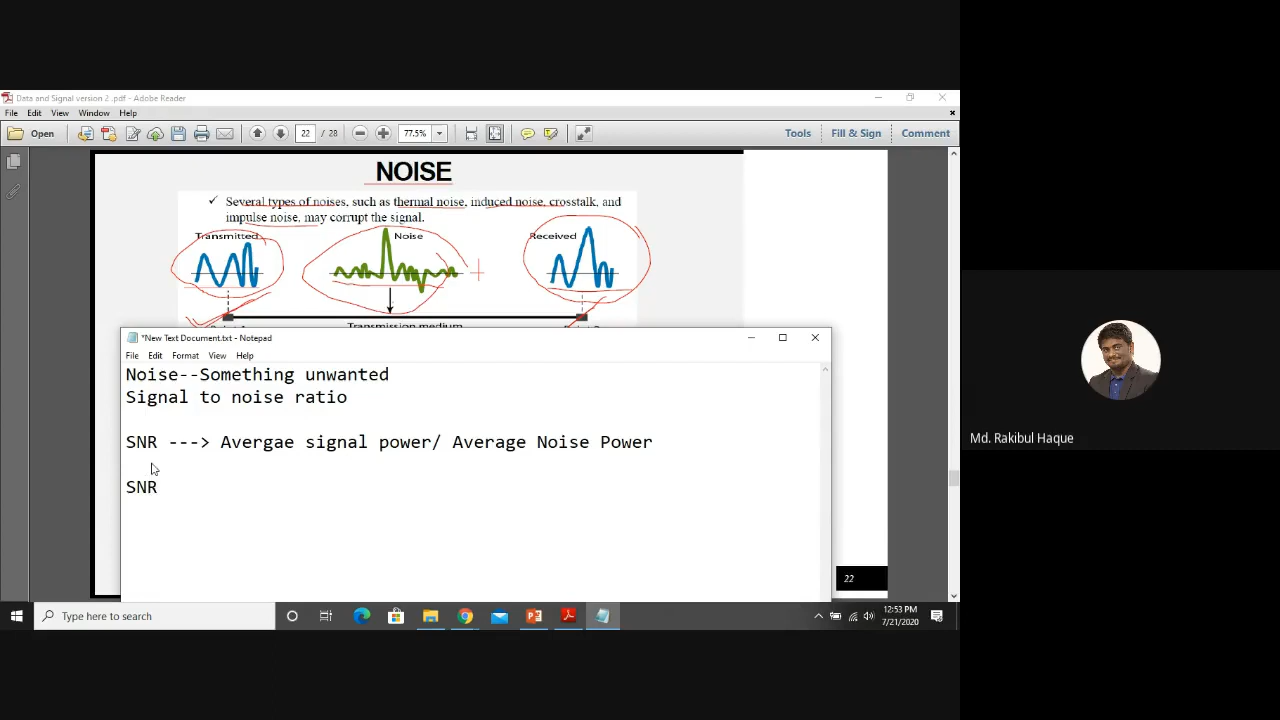 Data and Signal version 2 .pdf - Adobe Reader
File Edit View Window Help
Open 22 / 28 77.5% Tools Fill & Sign Comment
NOISE
✓ Several types of noises, such as thermal noise, induced noise, crosstalk, and
impulse noise, may corrupt the signal.
Transmitted Noise Received
Transmission medium
*New Text Document.txt - Notepad
File Edit Format View Help
Noise--Something unwanted
Signal to noise ratio
SNR ---> Avergae signal power/ Average Noise Power
SNR
22
Md. Rakibul Haque
Type here to search
12:53 PM
7/21/2020